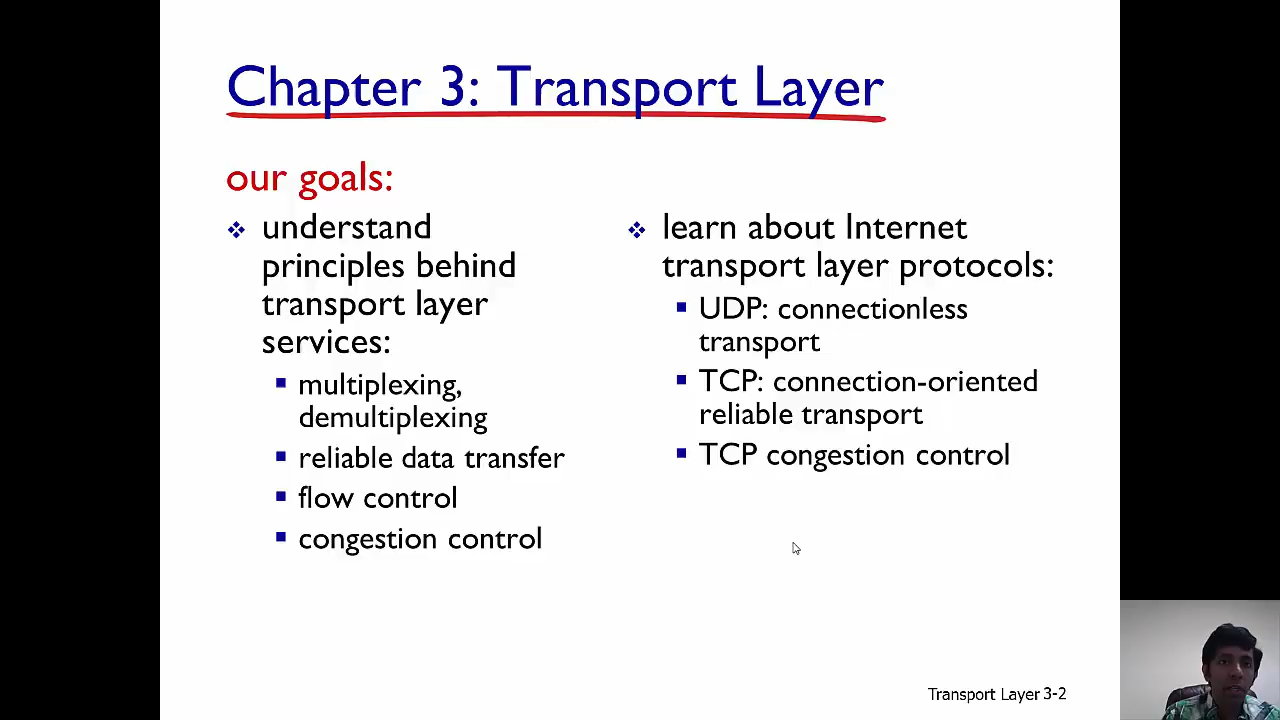 Chapter 3: Transport Layer
our goals:
understand
principles behind
transport layer
services:
multiplexing,
demultiplexing
reliable data transfer
flow control
congestion control
learn about Internet
transport layer protocols:
UDP: connectionless
transport
TCP: connection-oriented
reliable transport
TCP congestion control
Transport Layer 3-2